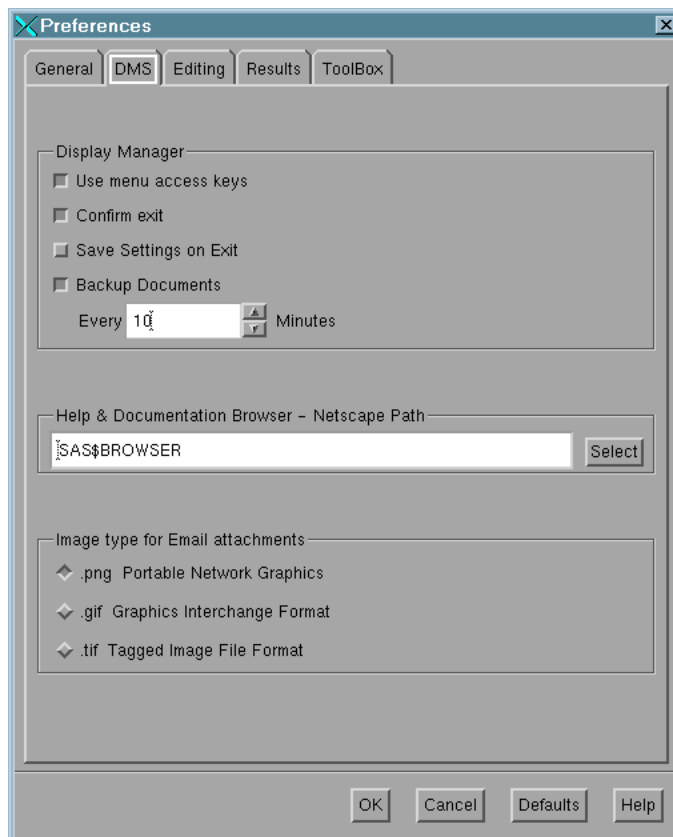 Preferences
General DMS Editing Results ToolBox
Display Manager
Use menu access keys
Confirm exit
Save Settings on Exit
Backup Documents
Every 10 Minutes
Help & Documentation Browser – Netscape Path
SAS$BROWSER Select
Image type for Email attachments
.png Portable Network Graphics
.gif Graphics Interchange Format
.tif Tagged Image File Format
OK Cancel Defaults Help